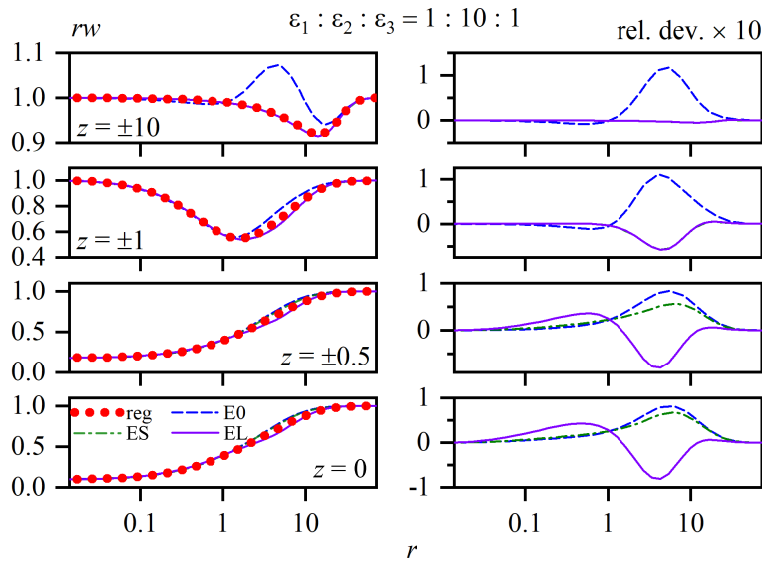 ε₁ : ε₂ : ε₃ = 1 : 10 : 1
rw
rel. dev. × 10
1.1
1.0
0.9
z = ±10
1
0
1.0
0.8
0.6
0.4
z = ±1
1
0
1.0
0.5
0.0
z = ±0.5
1
0
1.0
0.5
0.0
reg
E0
ES
EL
z = 0
1
0
-1
0.1
1
10
0.1
1
10
r